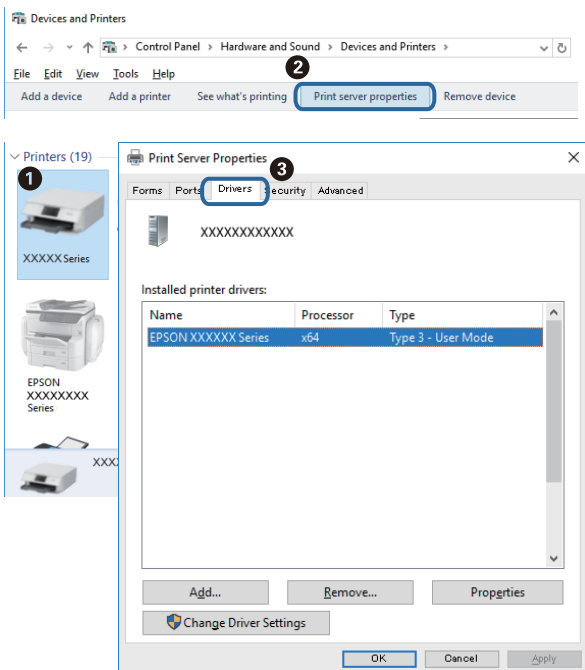 Devices and Printers
Control Panel > Hardware and Sound > Devices and Printers >
File Edit View Tools Help
2
Add a device Add a printer See what's printing Print server properties Remove device
Printers (19)
1
XXXXX Series
EPSON
XXXXXXXX
Series
XXX
Print Server Properties
3
Forms Ports Drivers ecurity Advanced
XXXXXXXXXXXX
Installed printer drivers:
Name Processor Type
EPSON XXXXXX Series x64 Type 3 - User Mode
Add... Remove... Properties
Change Driver Settings
OK Cancel Apply